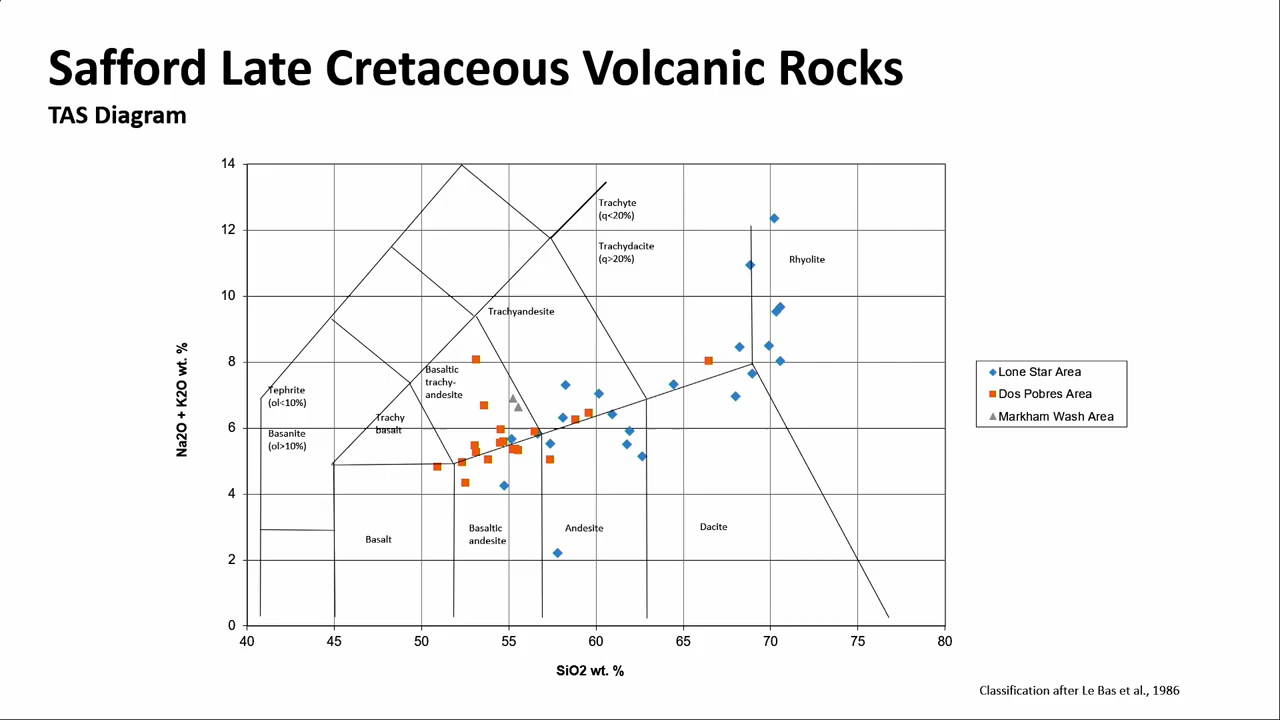 Safford Late Cretaceous Volcanic Rocks
TAS Diagram
14
12
10
8
6
4
2
0
Na2O + K2O wt. %
40
45
50
55
60
65
70
75
80
SiO2 wt. %
Trachyte
(q<20%)
Trachydacite
(q>20%)
Rhyolite
Trachyandesite
Basaltic
trachy-
andesite
Tephrite
(ol<10%)
Trachy
basalt
Basanite
(ol>10%)
Basalt
Basaltic
andesite
Andesite
Dacite
Lone Star Area
Dos Pobres Area
Markham Wash Area
Classification after Le Bas et al., 1986